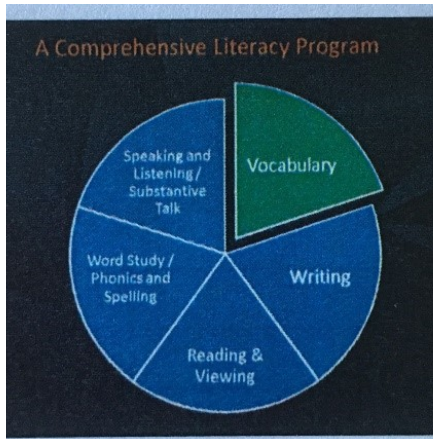 A Comprehensive Literacy Program
Vocabulary
Writing
Reading &
Viewing
Word Study /
Phonics and
Spelling
Speaking and
Listening /
Substantive
Talk